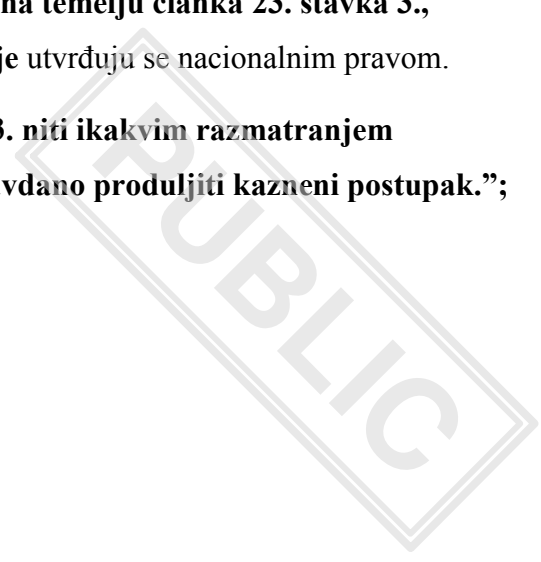 na temelju članka 23. stavka 3.,
je utvrđuju se nacionalnim pravom.
3. niti ikakvim razmatranjem
vdano produljiti kazneni postupak.”;
PUBLIC